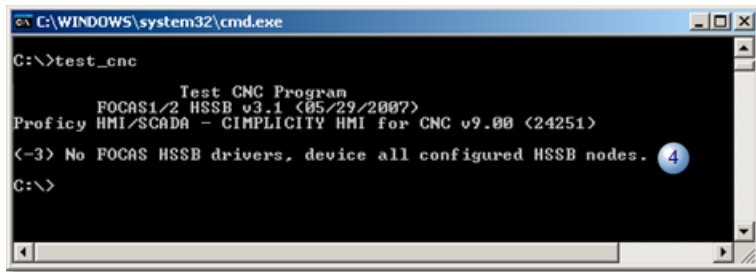 C:\WINDOWS\system32\cmd.exe
C:\>test_cnc
Test CNC Program
FOCAS1/2 HSSB v3.1 (05/29/2007)
Proficy HMI/SCADA - CIMPLICITY HMI for CNC v9.00 (24251)
(-3) No FOCAS HSSB drivers, device all configured HSSB nodes. 4
C:\>